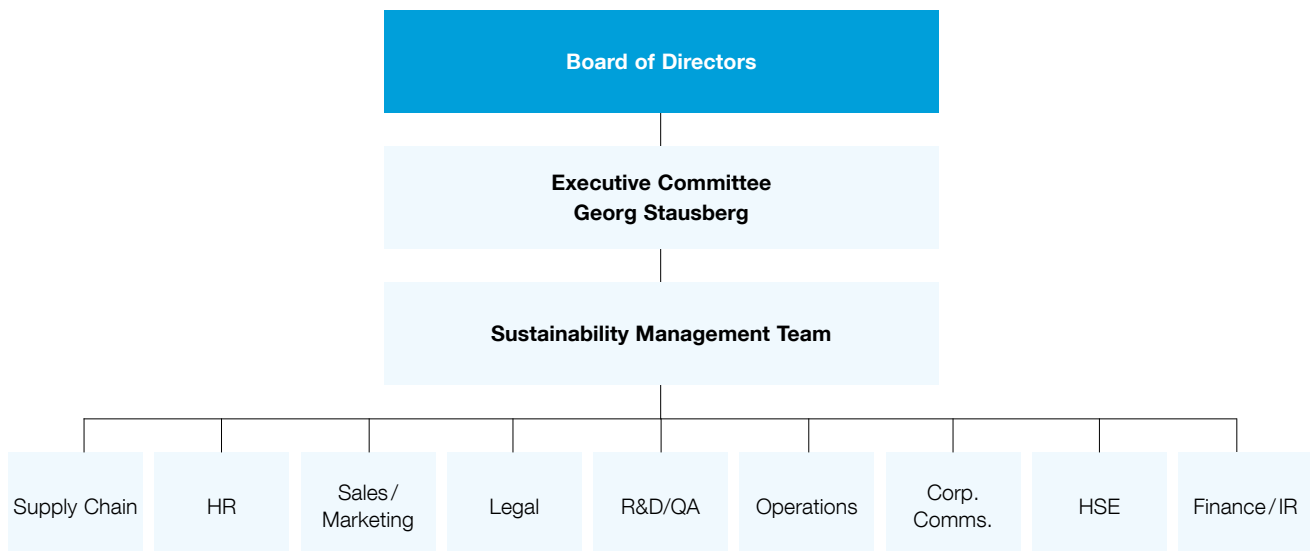 Board of Directors
Executive Committee
Georg Stausberg
Sustainability Management Team
Supply Chain
HR
Sales/
Marketing
Legal
R&D/QA
Operations
Corp.
Comms.
HSE
Finance/IR